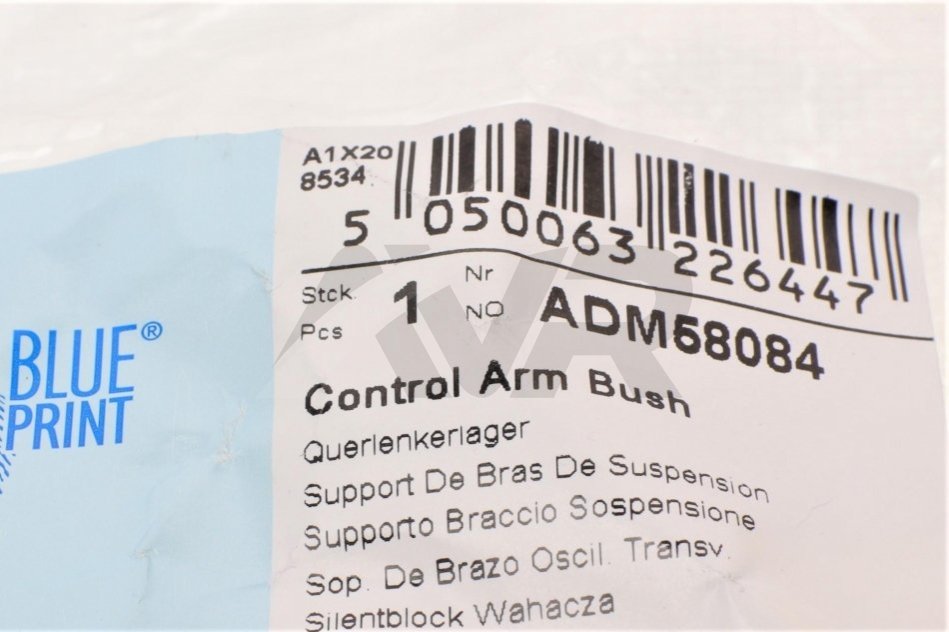 A1X20
8534
5 050063 226447
Stck
Pcs
1
Nr
NO
ADM58084
Control Arm Bush
Querlenkerlager
Support De Bras De Suspension
Supporto Braccio Sospensione
Sop. De Brazo Oscil. Transv.
Silentblock Wahacza
BLUE®
PRINT